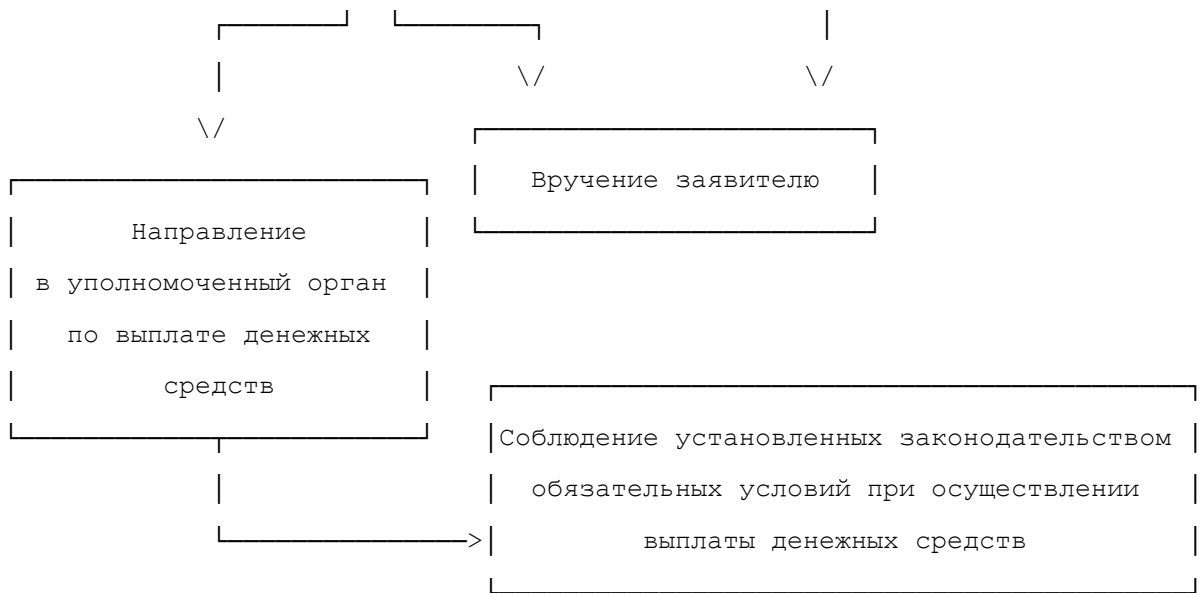 Вручение заявителю
Направление
в уполномоченный орган
по выплате денежных
средств
Соблюдение установленных законодательством
обязательных условий при осуществлении
выплаты денежных средств